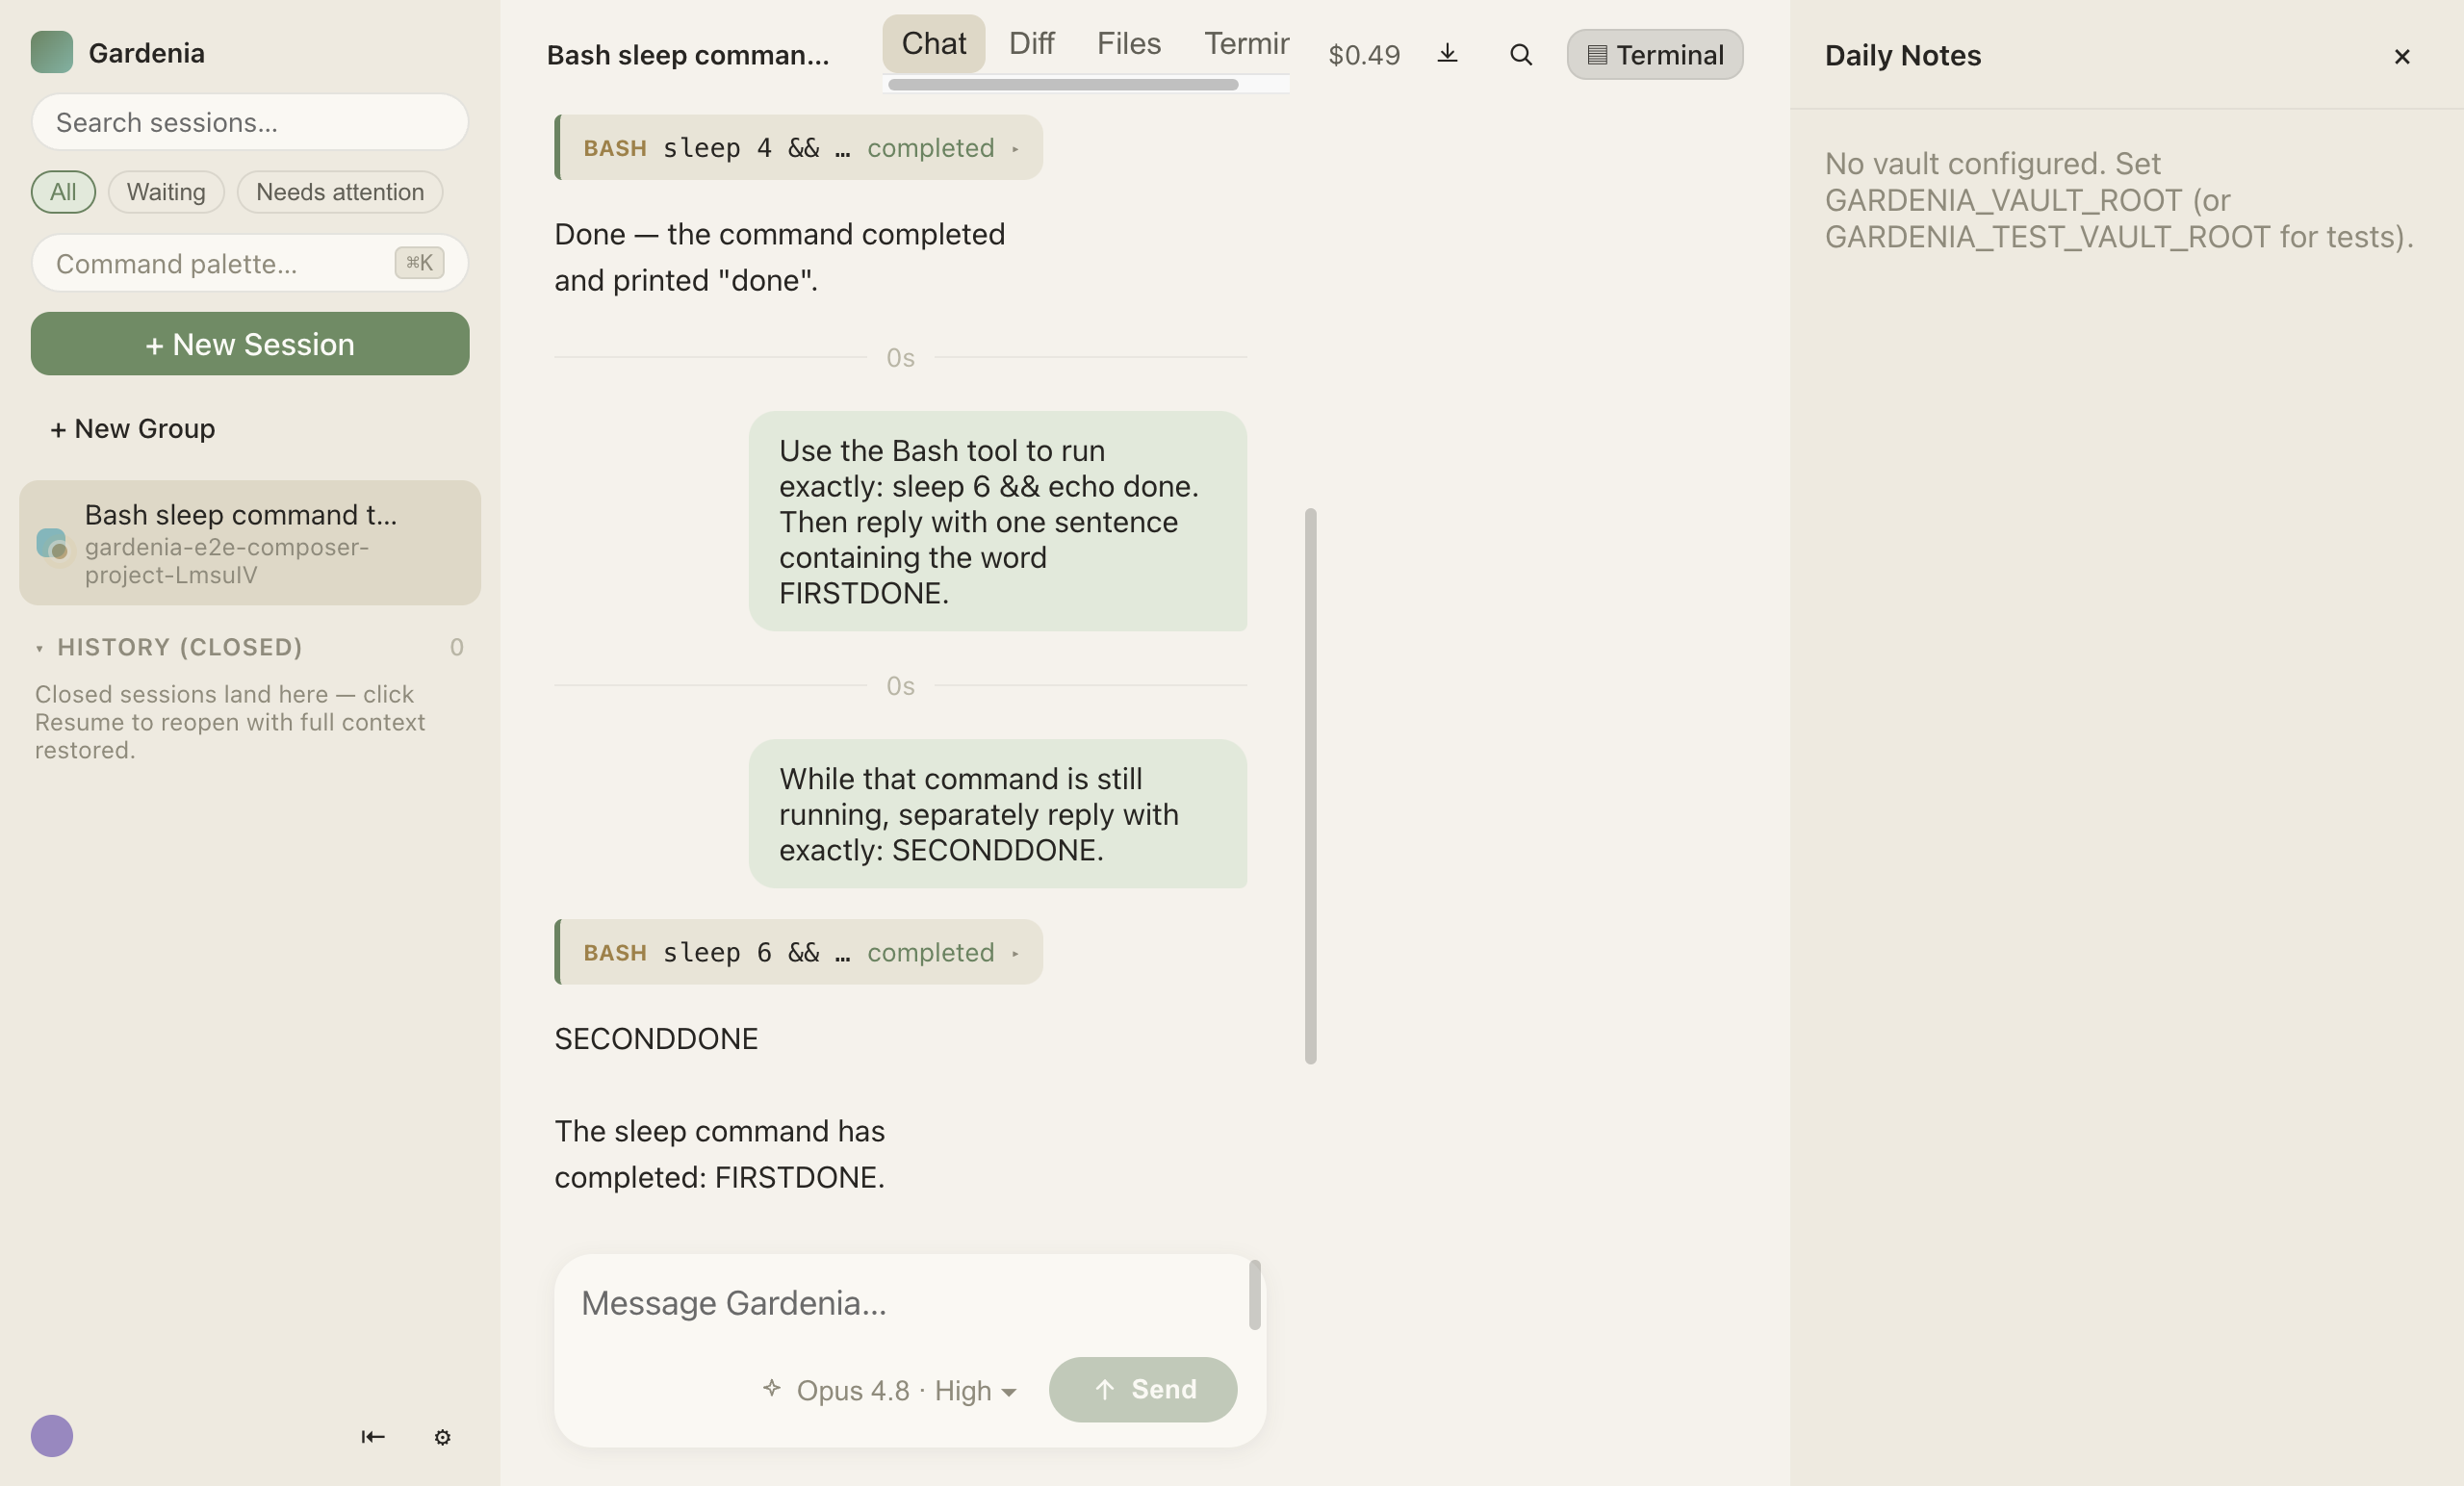 Gardenia
Search sessions...
All
Waiting
Needs attention
Command palette...
⌘K
+ New Session
+ New Group
Bash sleep command t...
gardenia-e2e-composer-
project-LmsuIV
HISTORY (CLOSED)
0
Closed sessions land here — click
Resume to reopen with full context
restored.
Bash sleep comman...
Chat
Diff
Files
$0.49
Terminal
BASH sleep 4 && … completed
Done — the command completed
and printed "done".
0s
Use the Bash tool to run
exactly: sleep 6 && echo done.
Then reply with one sentence
containing the word
FIRSTDONE.
0s
While that command is still
running, separately reply with
exactly: SECONDDONE.
BASH sleep 6 && … completed
SECONDDONE
The sleep command has
completed: FIRSTDONE.
Message Gardenia...
Opus 4.8 · High
Send
Daily Notes
No vault configured. Set
GARDENIA_VAULT_ROOT (or
GARDENIA_TEST_VAULT_ROOT for tests).